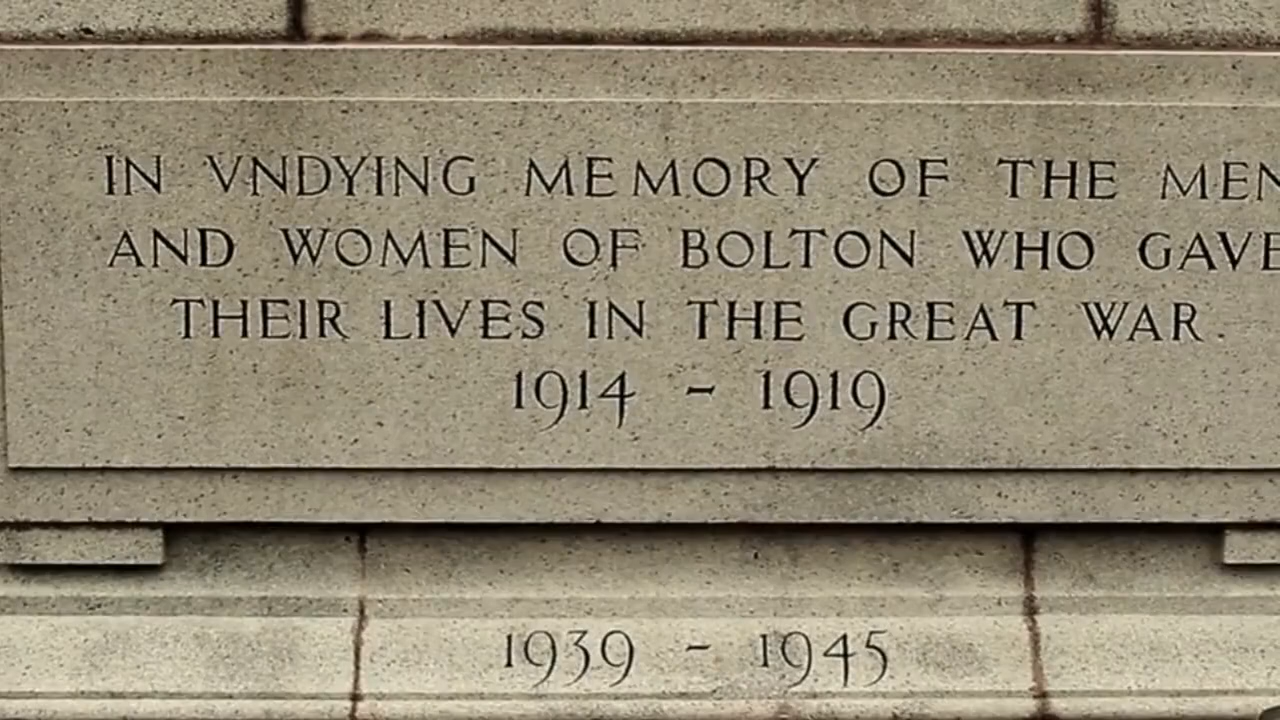 IN VNDYING MEMORY OF THE MEN
AND WOMEN OF BOLTON WHO GAVE
THEIR LIVES IN THE GREAT WAR.
1914 - 1919
1939 - 1945